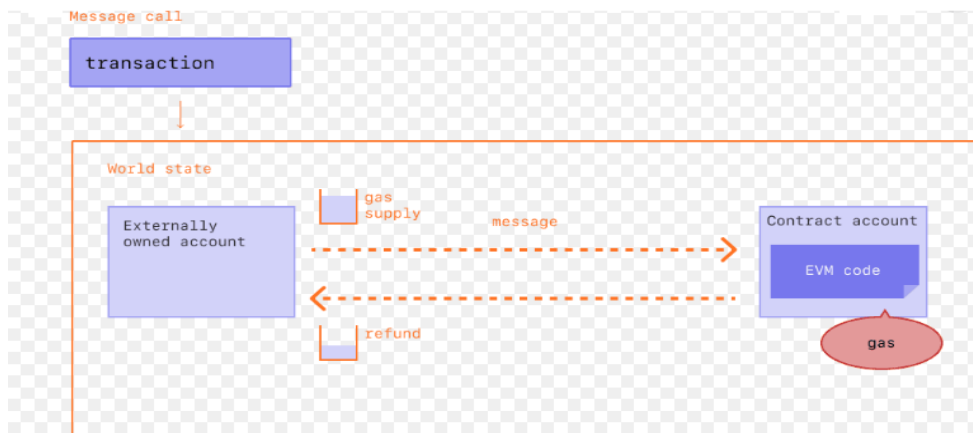 Message call
transaction
World state
gas
supply
Externally
owned account
message
Contract account
EVM code
refund
gas